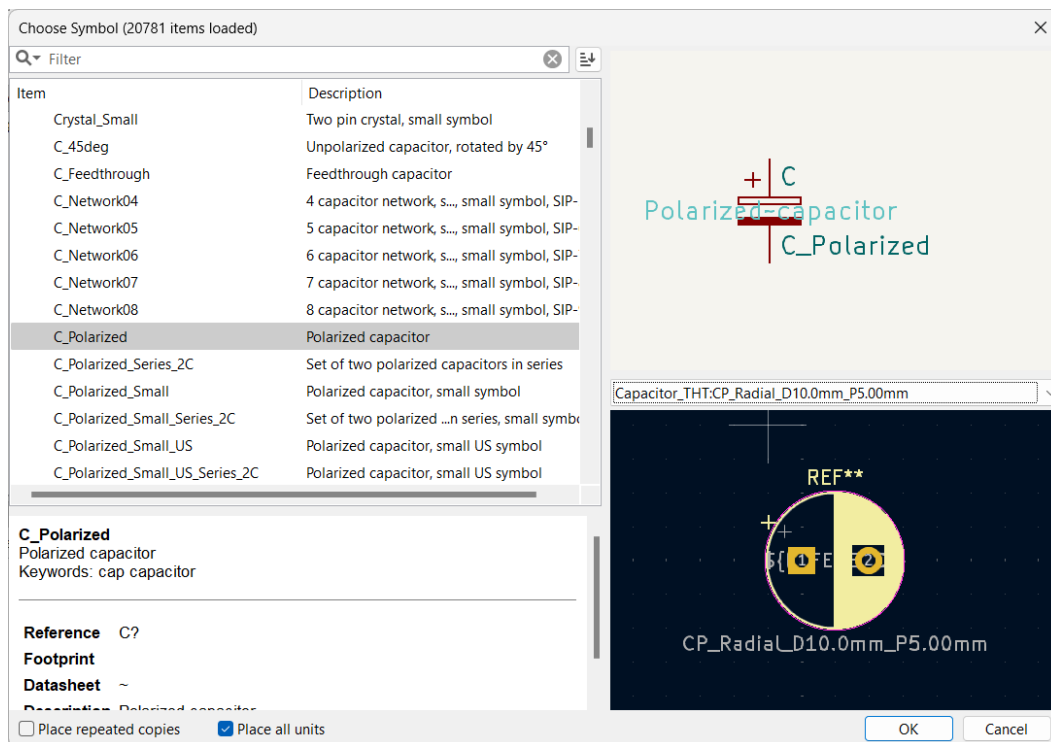 Choose Symbol (20781 items loaded)
Filter
Item Description
Crystal_Small Two pin crystal, small symbol
C_45deg Unpolarized capacitor, rotated by 45°
C_Feedthrough Feedthrough capacitor
C_Network04 4 capacitor network, s..., small symbol, SIP-
C_Network05 5 capacitor network, s..., small symbol, SIP-
C_Network06 6 capacitor network, s..., small symbol, SIP-
C_Network07 7 capacitor network, s..., small symbol, SIP-
C_Network08 8 capacitor network, s..., small symbol, SIP-
C_Polarized Polarized capacitor
C_Polarized_Series_2C Set of two polarized capacitors in series
C_Polarized_Small Polarized capacitor, small symbol
C_Polarized_Small_Series_2C Set of two polarized ...n series, small symbo
C_Polarized_Small_US Polarized capacitor, small US symbol
C_Polarized_Small_US_Series_2C Polarized capacitor, small US symbol
C_Polarized
Polarized capacitor
Keywords: cap capacitor
Reference C?
Footprint
Datasheet ~
Description Polarized capacitor
Place repeated copies Place all units
+ C
Polarized~capacitor
C_Polarized
Capacitor_THT:CP_Radial_D10.0mm_P5.00mm
REF**
+
+
1 2
CP_Radial_D10.0mm_P5.00mm
OK Cancel